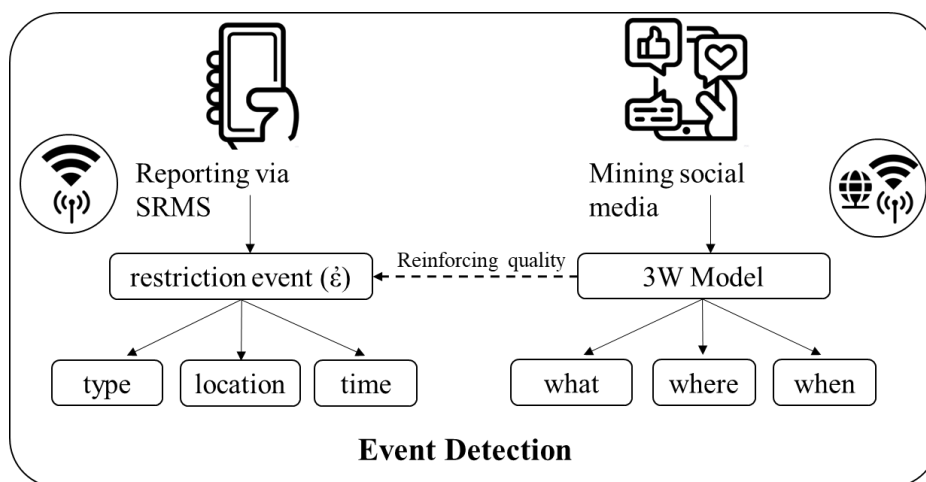 Reporting via
SRMS
Mining social
media
restriction event (ἐ)
Reinforcing quality
3W Model
type
location
time
what
where
when
Event Detection